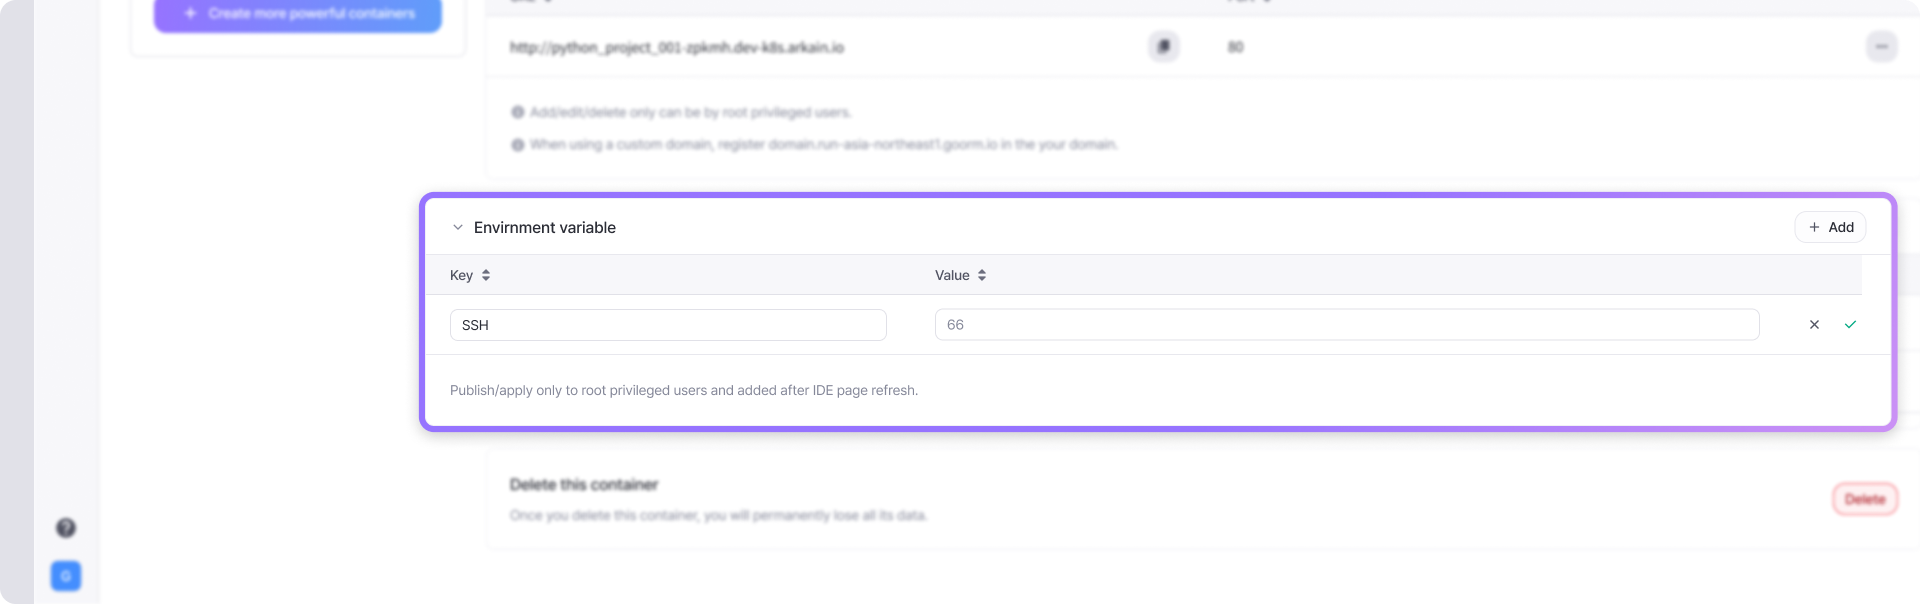 + Create more powerful containers
http://python_project_001-zpkmh.dev-k8s.arkain.io
80
Add/edit/delete only can be by root privileged users.
When using a custom domain, register domain.run-asia-northeast1.goorm.io in the your domain.
Envirnment variable
+ Add
Key
Value
SSH
66
Publish/apply only to root privileged users and added after IDE page refresh.
Delete this container
Delete
Once you delete this container, you will permanently lose all its data.
G